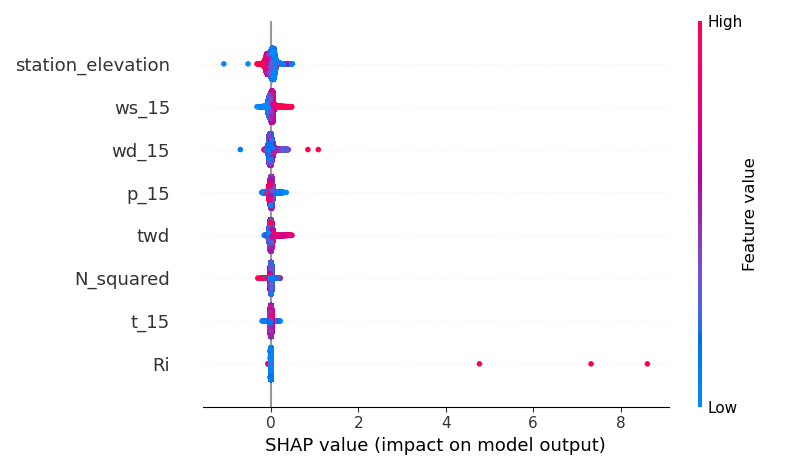 High
station_elevation
ws_15
wd_15
p_15
twd
N_squared
t_15
Ri
Feature value
Low
0
2
4
6
8
SHAP value (impact on model output)